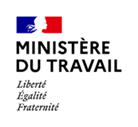 MINISTÈRE
DU TRAVAIL
Liberté
Égalité
Fraternité